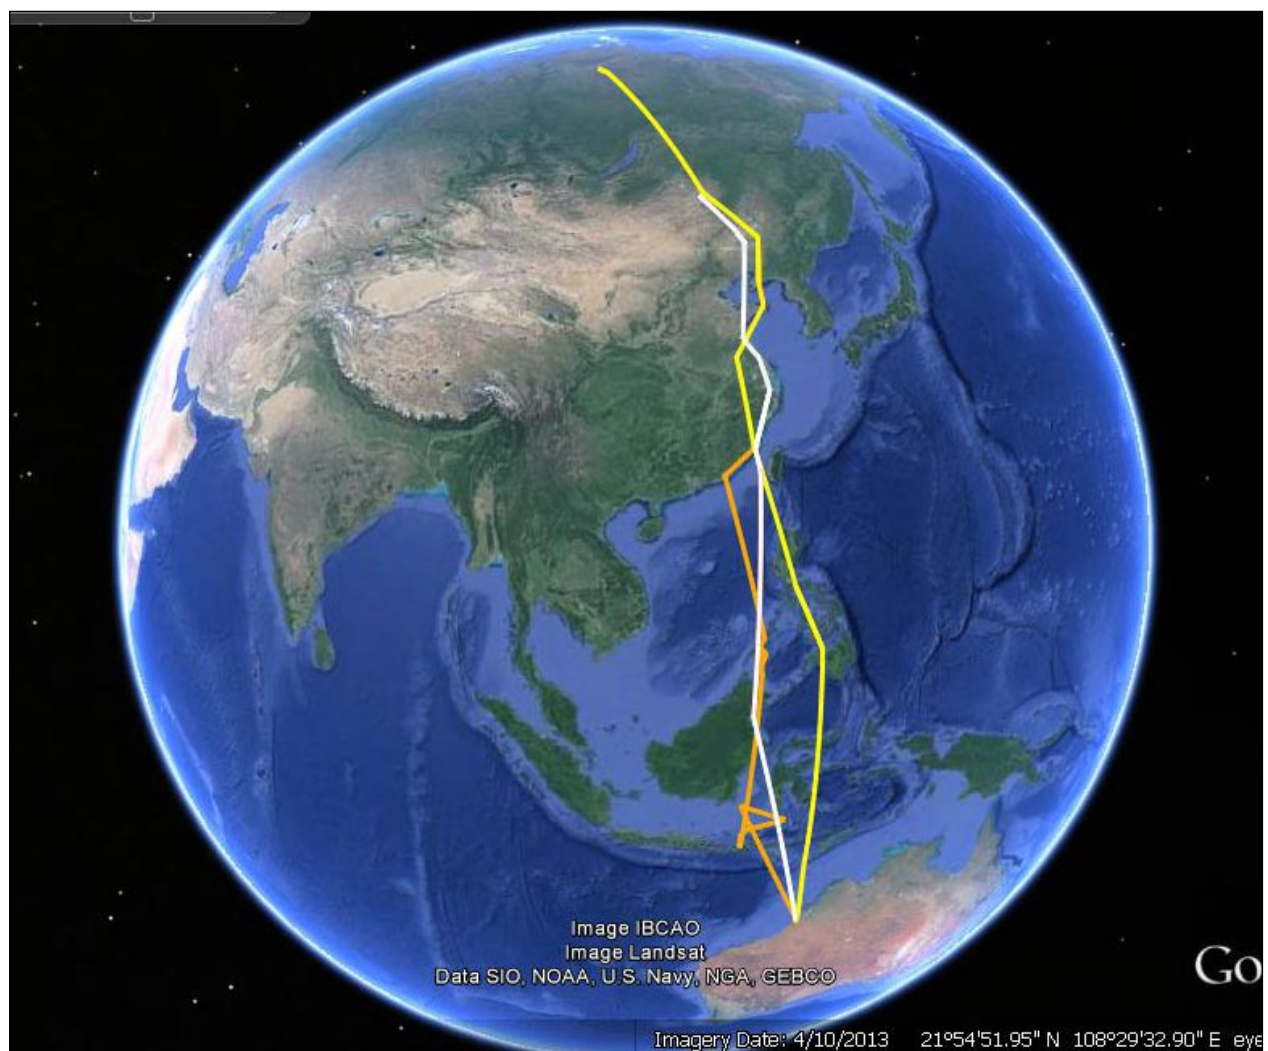 Image IBCAO
Image Landsat
Data SIO, NOAA, U.S. Navy, NGA, GEBCO
Go
Imagery Date: 4/10/2013 21°54'51.95" N 108°29'32.90" E eye